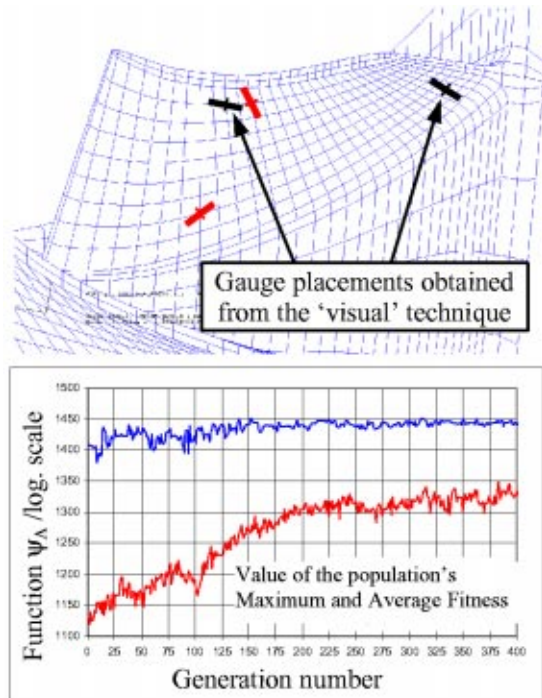 Gauge placements obtained
from the ‘visual’ technique
1500
1450
1400
1350
1300
1250
1200
1150
1100
Function Ψ_Λ /log. scale
Value of the population’s
Maximum and Average Fitness
0 25 50 75 100 125 150 175 200 225 250 275 300 325 350 375 400
Generation number